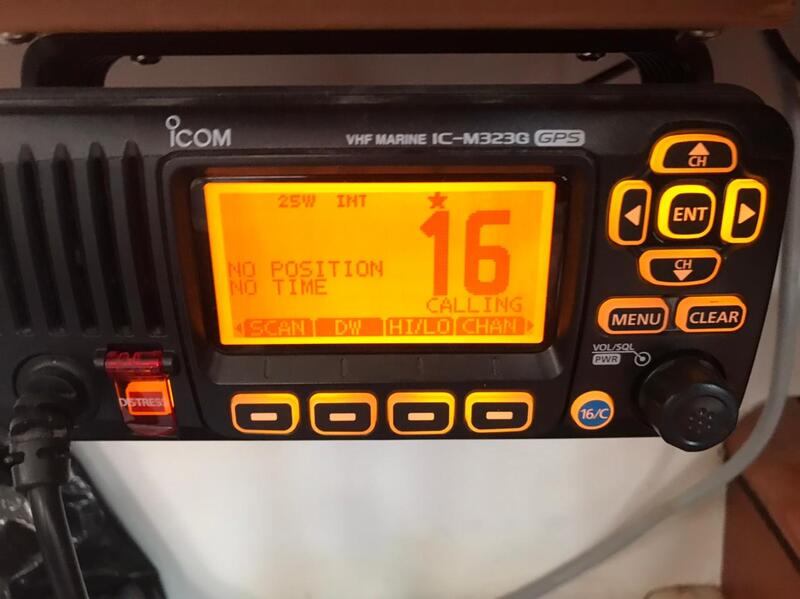 ICOM
VHF MARINE IC-M323G GPS
25W INT
16
NO POSITION
NO TIME
CALLING
SCAN DW HI/LO CHAN
CH
ENT
CH
MENU CLEAR
VOL/SQL
PWR
DISTRESS
16/C